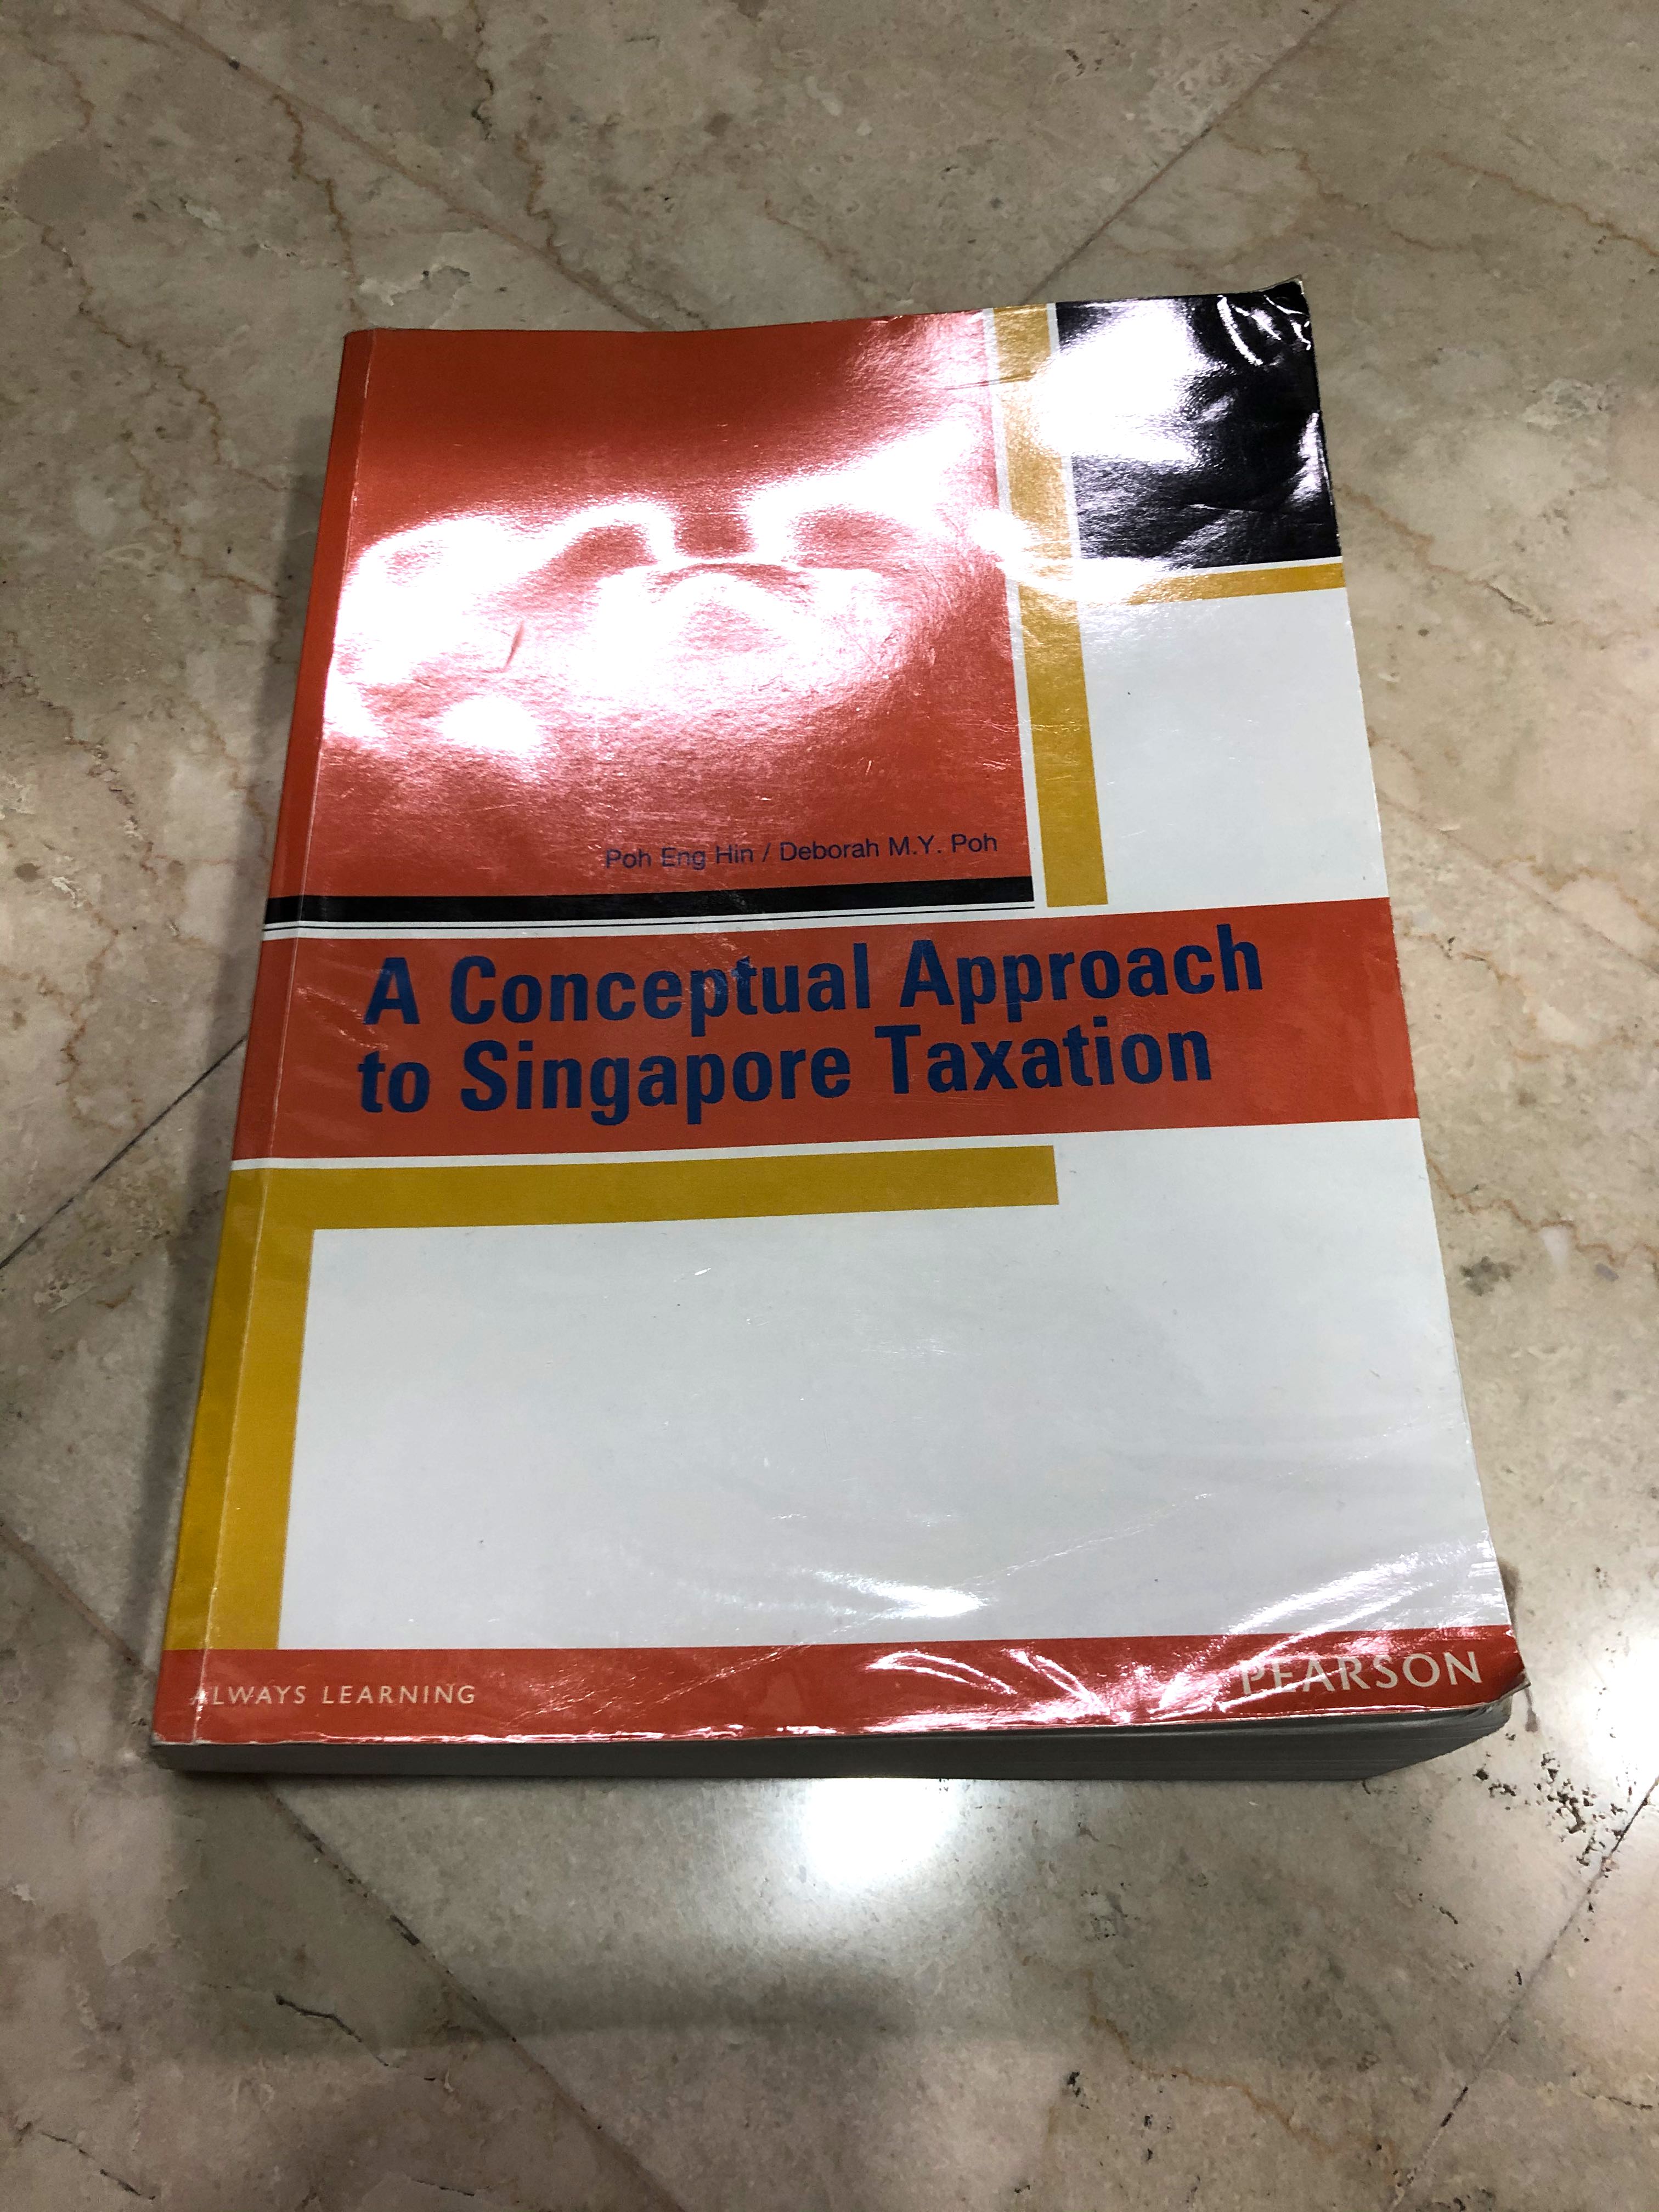 Poh Eng Hin / Deborah M.Y. Poh
A Conceptual Approach
to Singapore Taxation
ALWAYS LEARNING
PEARSON